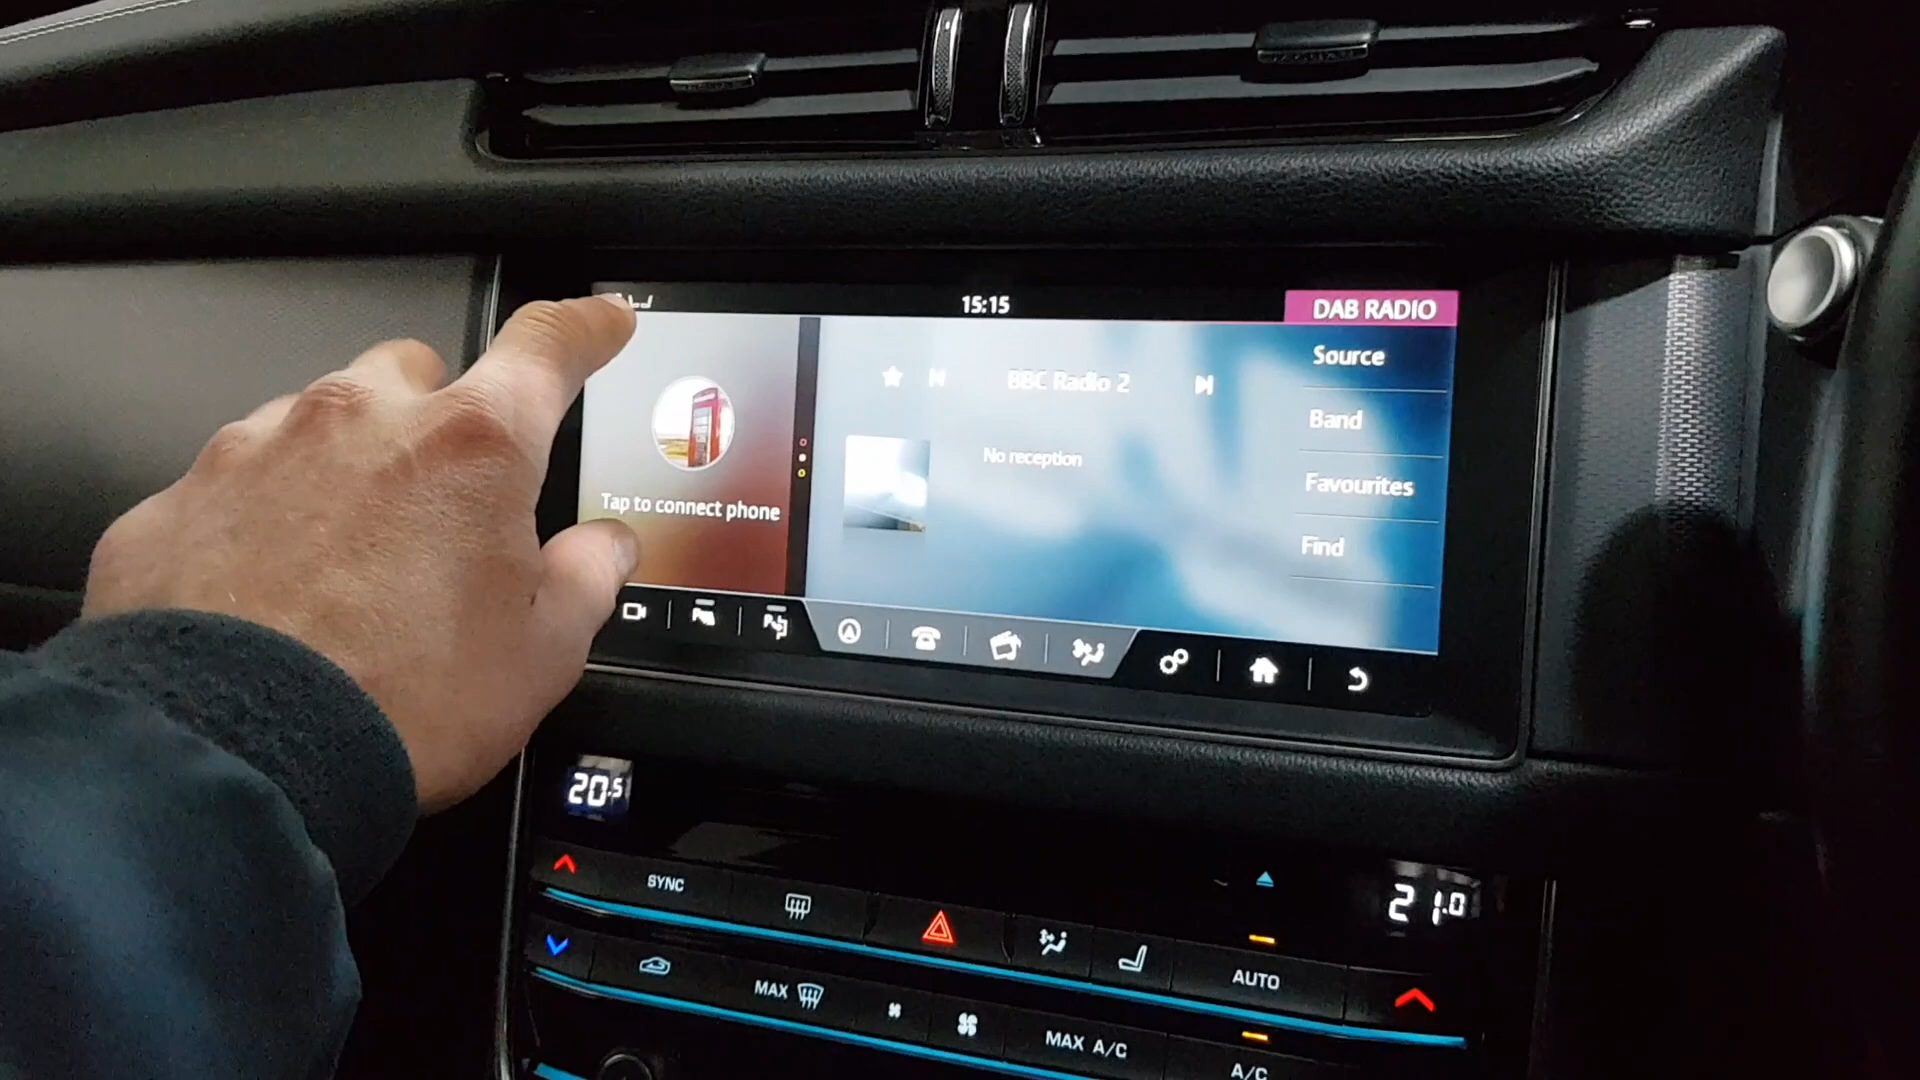 15:15
DAB RADIO
Source
BBC Radio 2
Band
No reception
Favourites
Tap to connect phone
Find
20.5
SYNC
21.0
AUTO
MAX
MAX A/C
A/C